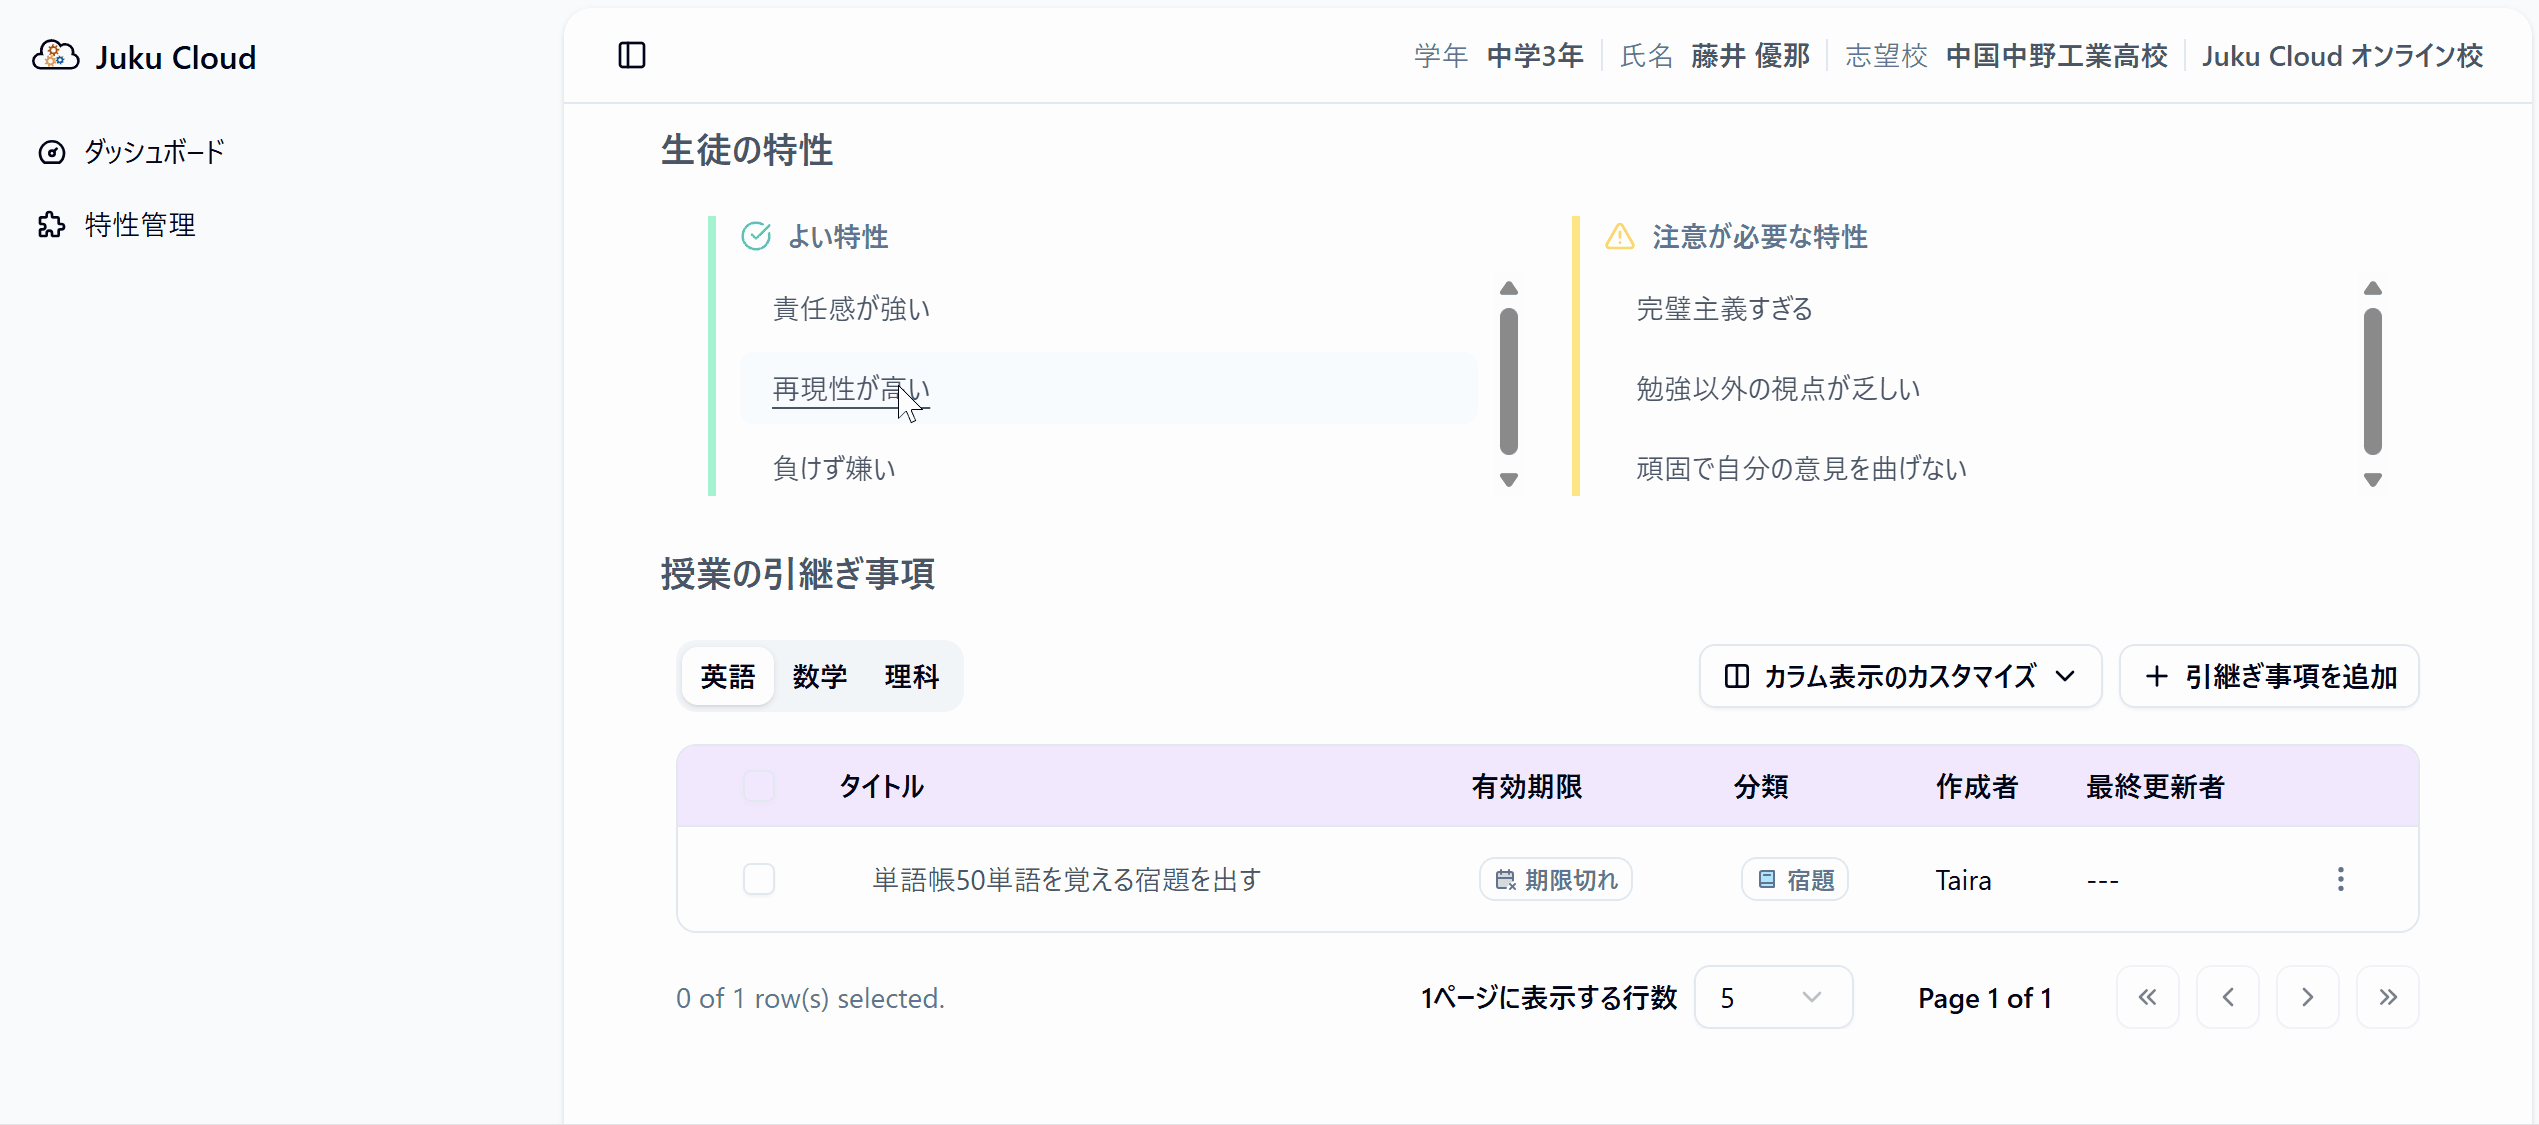 Juku Cloud
ダッシュボード
特性管理
学年 中学3年 氏名 藤井 優那 志望校 中国中野工業高校 Juku Cloud オンライン校
生徒の特性
よい特性
責任感が強い
再現性が高い
負けず嫌い
注意が必要な特性
完璧主義すぎる
勉強以外の視点が乏しい
頑固で自分の意見を曲げない
授業の引継ぎ事項
英語 数学 理科
カラム表示のカスタマイズ
引継ぎ事項を追加
タイトル 有効期限 分類 作成者 最終更新者
単語帳50単語を覚える宿題を出す 期限切れ 宿題 Taira ---
0 of 1 row(s) selected.
1ページに表示する行数 5 Page 1 of 1